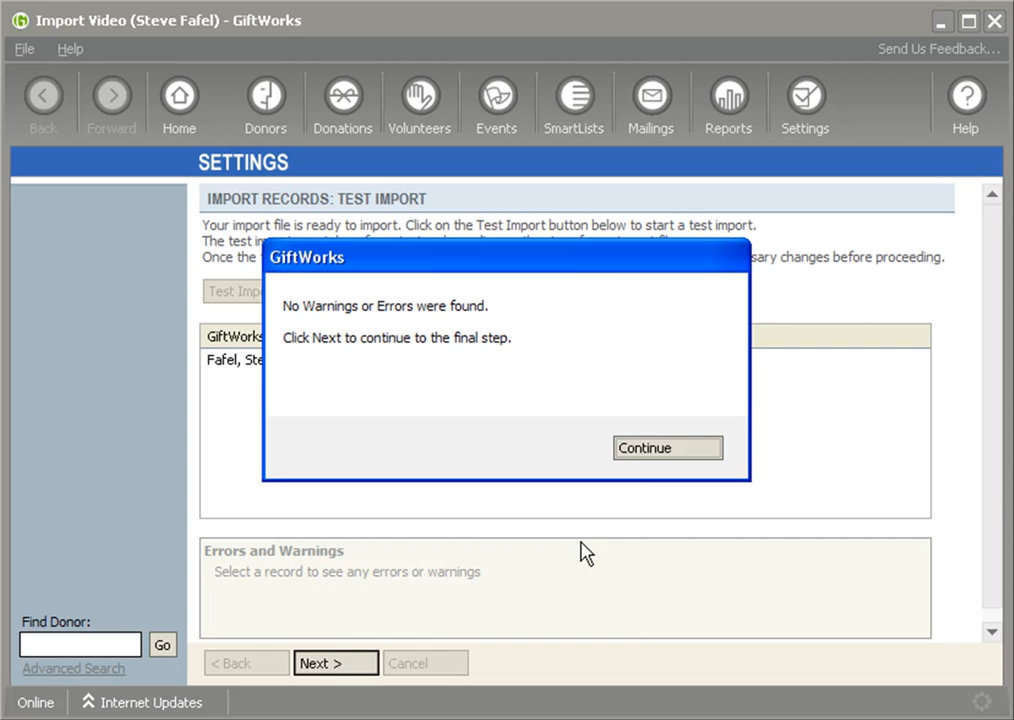 Import Video (Steve Fafel) - GiftWorks
File Help Send Us Feedback...
Back Forward Home Donors Donations Volunteers Events SmartLists Mailings Reports Settings Help
SETTINGS
IMPORT RECORDS: TEST IMPORT
Your import file is ready to import. Click on the Test Import button below to start a test import.
The test
Once the sary changes before proceeding.
Test Imp
GiftWorks
Fafel, Ste
GiftWorks
No Warnings or Errors were found.
Click Next to continue to the final step.
Continue
Errors and Warnings
Select a record to see any errors or warnings
Find Donor:
Go
Advanced Search
< Back Next > Cancel
Online Internet Updates